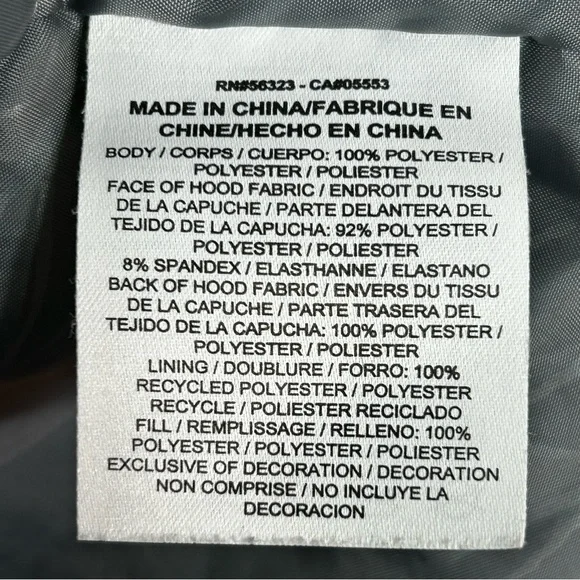 RN#56323 - CA#05553
MADE IN CHINA/FABRIQUE EN
CHINE/HECHO EN CHINA
BODY / CORPS / CUERPO: 100% POLYESTER /
POLYESTER / POLIESTER
FACE OF HOOD FABRIC / ENDROIT DU TISSU
DE LA CAPUCHE / PARTE DELANTERA DEL
TEJIDO DE LA CAPUCHA: 92% POLYESTER /
POLYESTER / POLIESTER
8% SPANDEX / ELASTHANNE / ELASTANO
BACK OF HOOD FABRIC / ENVERS DU TISSU
DE LA CAPUCHE / PARTE TRASERA DEL
TEJIDO DE LA CAPUCHA: 100% POLYESTER /
POLYESTER / POLIESTER
LINING / DOUBLURE / FORRO: 100%
RECYCLED POLYESTER / POLYESTER
RECYCLE / POLIESTER RECICLADO
FILL / REMPLISSAGE / RELLENO: 100%
POLYESTER / POLYESTER / POLIESTER
EXCLUSIVE OF DECORATION / DECORATION
NON COMPRISE / NO INCLUYE LA
DECORACION